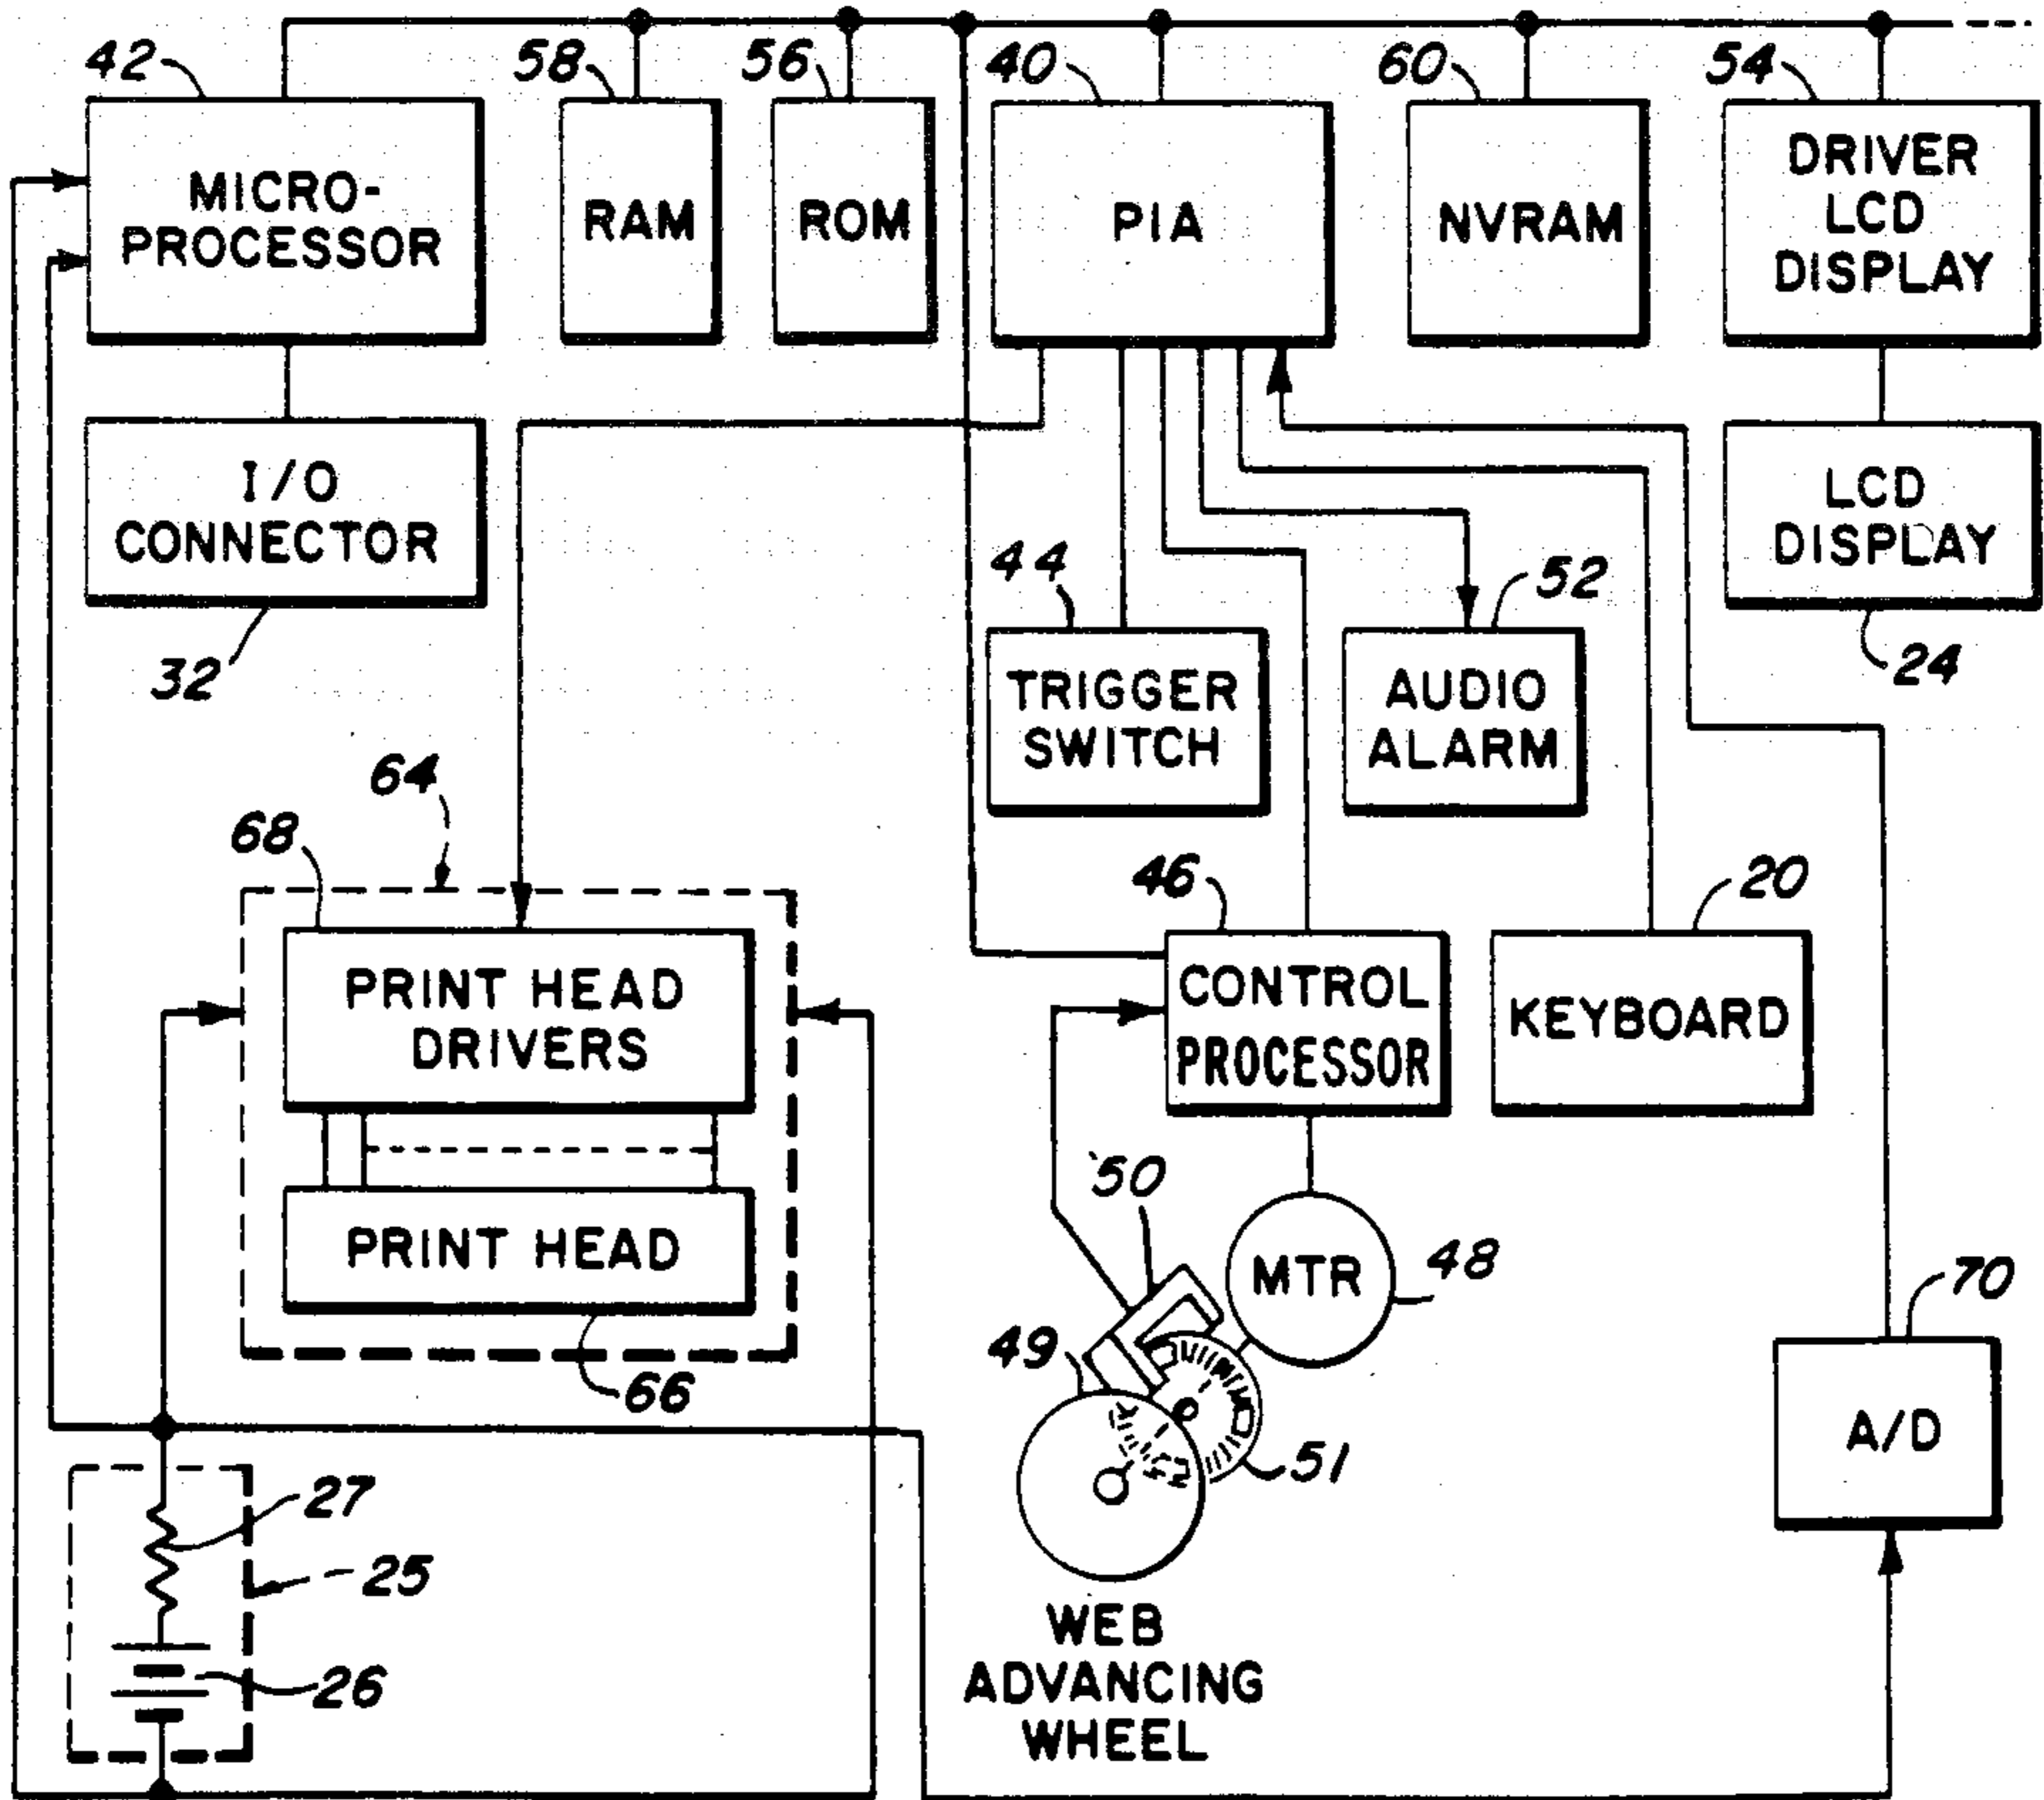 42
58
56
40
60
54
MICRO-
PROCESSOR
RAM
ROM
PIA
NVRAM
DRIVER
LCD
DISPLAY
I/O
CONNECTOR
32
LCD
DISPLAY
24
44
52
TRIGGER
SWITCH
AUDIO
ALARM
64
68
46
20
PRINT HEAD
DRIVERS
CONTROL
PROCESSOR
KEYBOARD
PRINT HEAD
66
50
MTR
48
49
51
70
A/D
27
25
26
WEB
ADVANCING
WHEEL